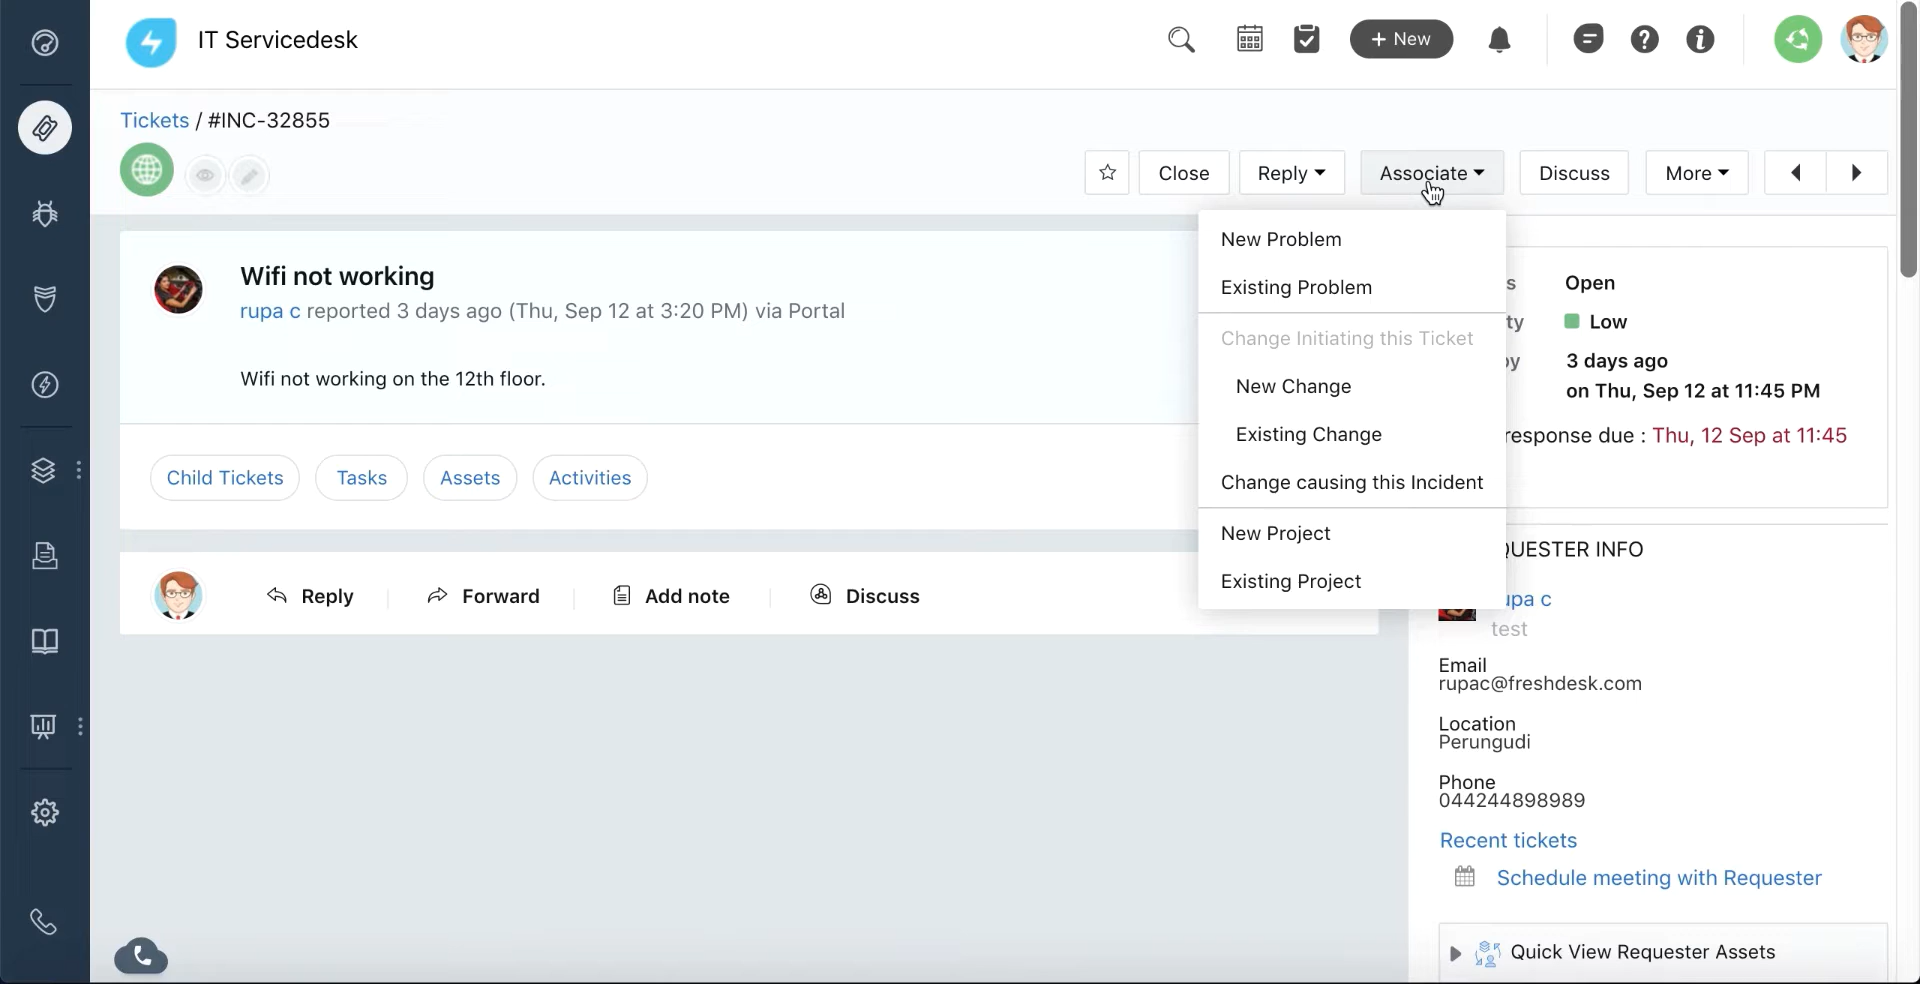 IT Servicedesk
+ New
Tickets / #INC-32855
Close
Reply
Associate
Discuss
More
Wifi not working
rupa c reported 3 days ago (Thu, Sep 12 at 3:20 PM) via Portal
Wifi not working on the 12th floor.
Child Tickets
Tasks
Assets
Activities
Reply
Forward
Add note
Discuss
New Problem
Existing Problem
Change Initiating this Ticket
New Change
Existing Change
Change causing this Incident
New Project
Existing Project
s Open
ty Low
by 3 days ago
on Thu, Sep 12 at 11:45 PM
response due : Thu, 12 Sep at 11:45
QUESTER INFO
rupa c
test
Email
rupac@freshdesk.com
Location
Perungudi
Phone
044244898989
Recent tickets
Schedule meeting with Requester
Quick View Requester Assets